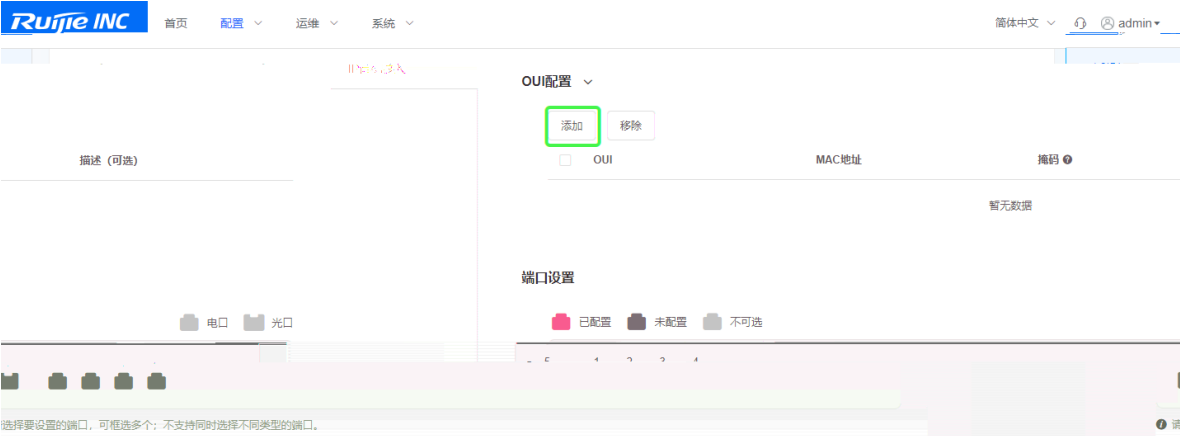 Ruijie INC 首页 配置 运维 系统 简体中文 admin
OUI配置
添加 移除
描述（可选） OUI MAC地址 掩码
暂无数据
端口设置
电口 光口 已配置 未配置 不可选
5 1 2 3 4
选择要设置的端口，可框选多个；不支持同时选择不同类型的端口。 请